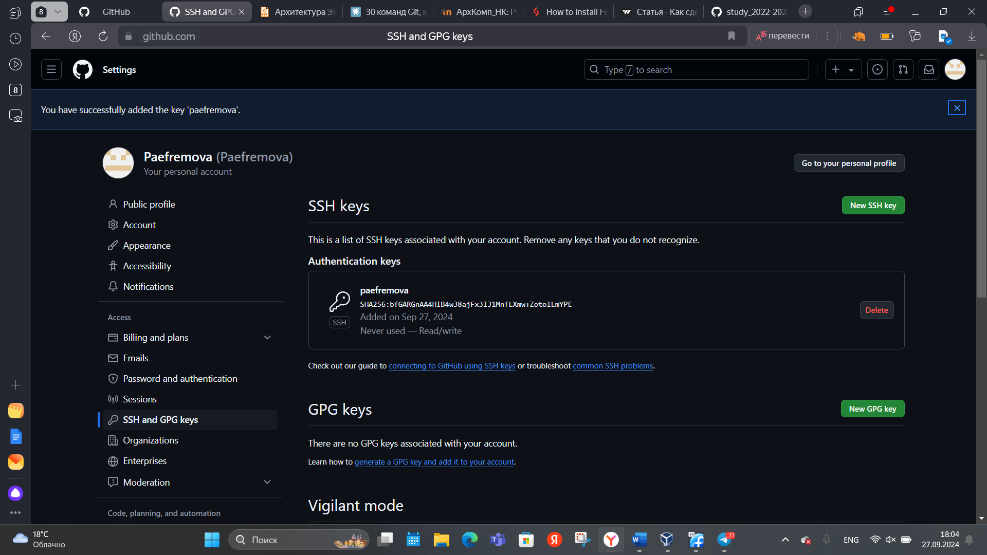 8
GitHub
SSH and GPG
Архитектура Э
30 команд Git,
АрхКомп_НК:
How to install
Статья - Как сд
study_2022-202
github.com
SSH and GPG keys
перевести
Settings
Type / to search
You have successfully added the key 'paefremova'.
Paefremova (Paefremova)
Your personal account
Go to your personal profile
Public profile
Account
Appearance
Accessibility
Notifications
Access
Billing and plans
Emails
Password and authentication
Sessions
SSH and GPG keys
Organizations
Enterprises
Moderation
Code, planning, and automation
SSH keys
New SSH key
This is a list of SSH keys associated with your account. Remove any keys that you do not recognize.
Authentication keys
paefremova
SSH
Added on Sep 27, 2024
Never used — Read/write
Delete
Check out our guide to connecting to GitHub using SSH keys or troubleshoot common SSH problems.
GPG keys
New GPG key
There are no GPG keys associated with your account.
Learn how to generate a GPG key and add it to your account.
Vigilant mode
18°C
Облачно
Поиск
ENG
18:04
27.09.2024